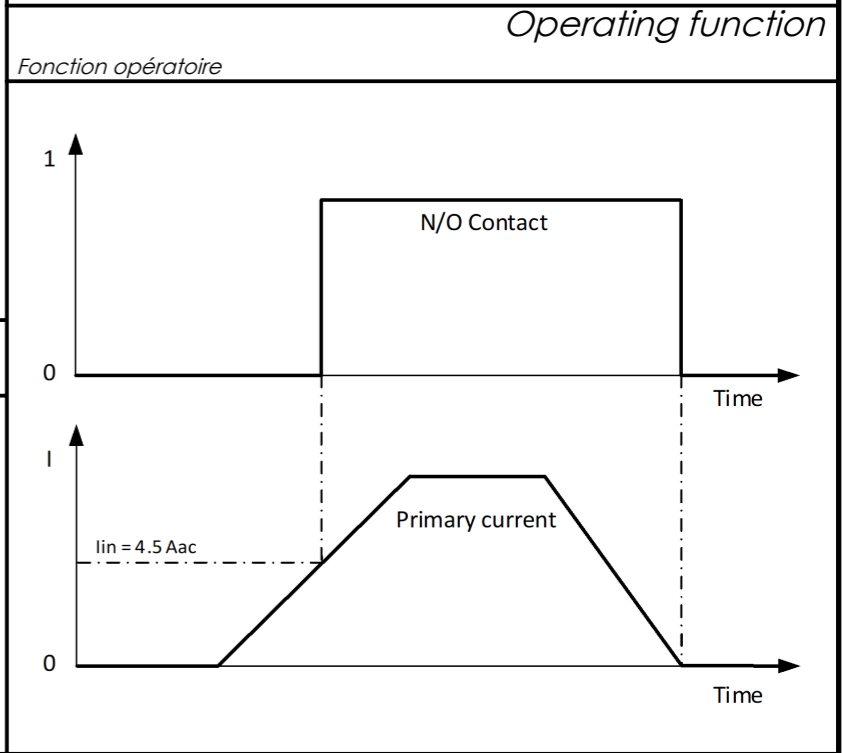 Operating function
Fonction opératoire
1
N/O Contact
0
Time
I
Iin = 4.5 Aac
Primary current
0
Time